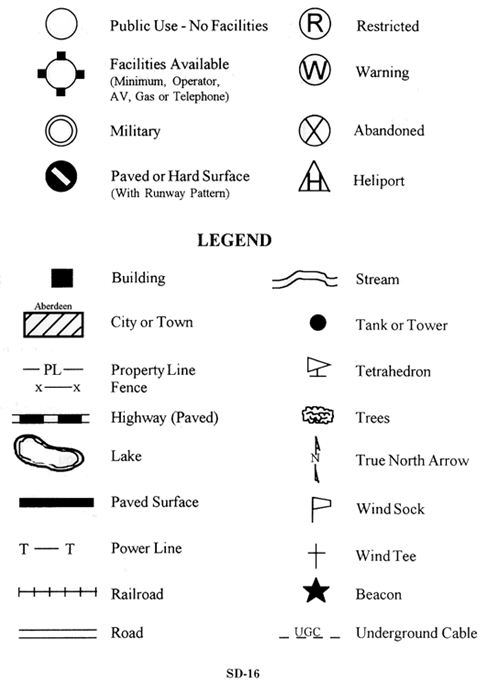 Public Use - No Facilities
R Restricted
Facilities Available
(Minimum, Operator,
AV, Gas or Telephone)
W Warning
Military
X Abandoned
Paved or Hard Surface
(With Runway Pattern)
H Heliport
LEGEND
Building
Stream
Aberdeen
City or Town
Tank or Tower
PL Property Line
x x Fence
Tetrahedron
Highway (Paved)
Trees
Lake
N True North Arrow
Paved Surface
Wind Sock
T T Power Line
Wind Tee
Railroad
Beacon
Road
UGC Underground Cable
SD-16